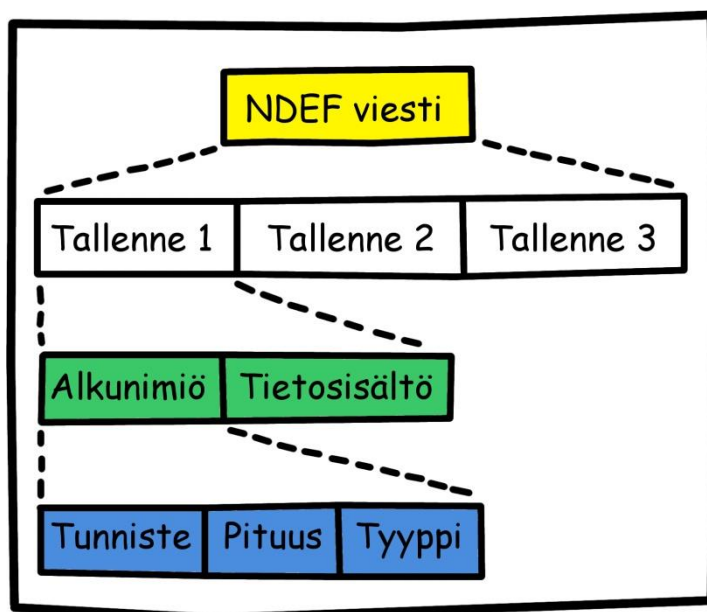 NDEF viesti
Tallenne 1 Tallenne 2 Tallenne 3
Alkunimiö Tietosisältö
Tunniste Pituus Tyyppi